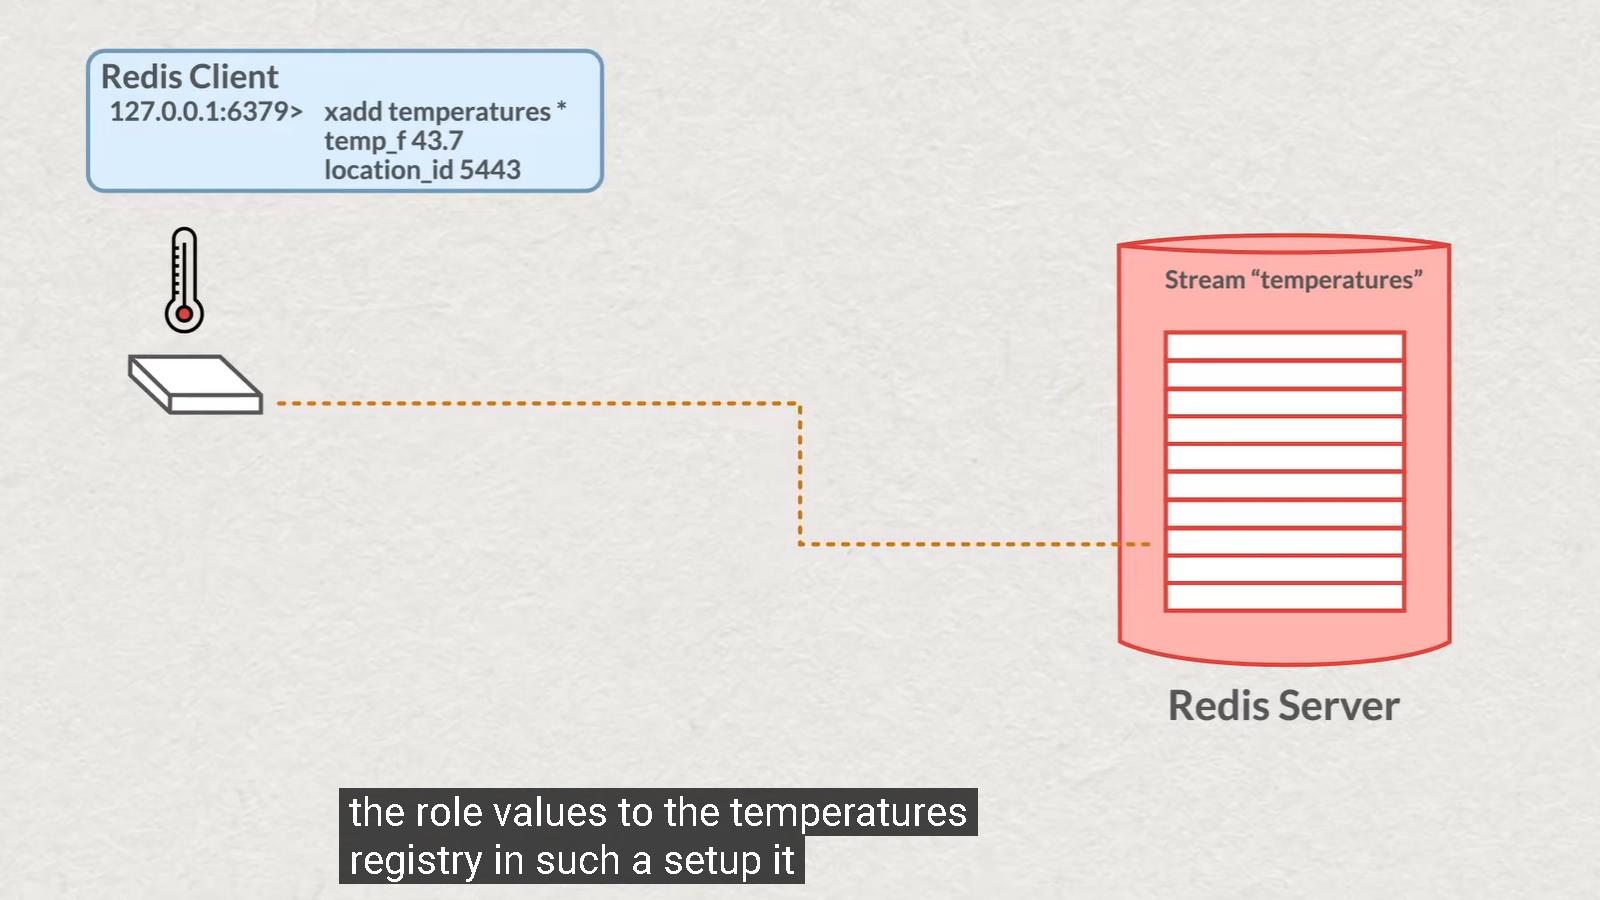 Redis Client
127.0.0.1:6379> xadd temperatures *
temp_f 43.7
location_id 5443
Stream “temperatures”
Redis Server
the role values to the temperatures
registry in such a setup it